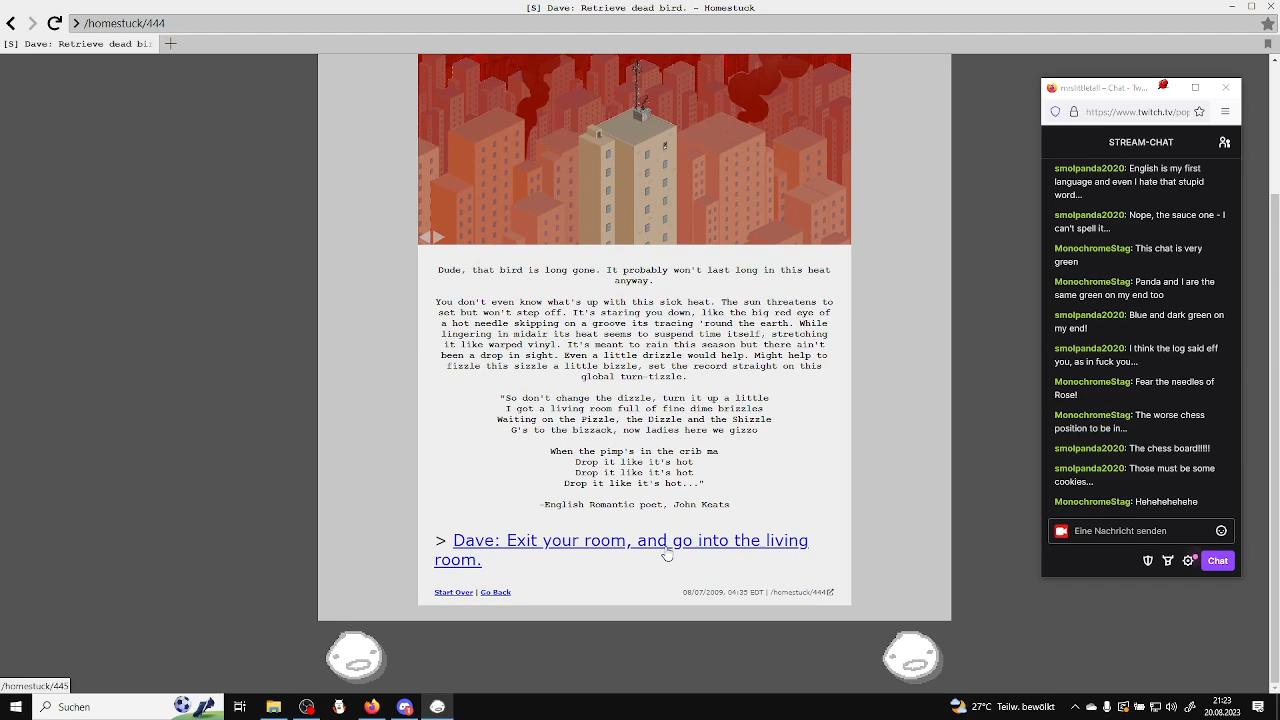 [S] Dave: Retrieve dead bird. – Homestuck
/homestuck/444
[S] Dave: Retrieve dead bi
mrslittletall – Chat - Tw...
https://www.twitch.tv/pop
STREAM-CHAT
smolpanda2020: English is my first
language and even I hate that stupid
word...
smolpanda2020: Nope, the sauce one - I
can't spell it...
MonochromeStag: This chat is very
green
MonochromeStag: Panda and I are the
same green on my end too
smolpanda2020: Blue and dark green on
my end!
smolpanda2020: I think the log said eff
you, as in fuck you...
MonochromeStag: Fear the needles of
Rose!
MonochromeStag: The worse chess
position to be in...
smolpanda2020: The chess board!!!!!
smolpanda2020: Those must be some
cookies...
MonochromeStag: Hehehehehehe
Eine Nachricht senden
Chat
Dude, that bird is long gone. It probably won't last long in this heat
anyway.
You don't even know what's up with this sick heat. The sun threatens to
set but won't step off. It's staring you down, like the big red eye of
a hot needle skipping on a groove its tracing 'round the earth. While
lingering in midair its heat seems to suspend time itself, stretching
it like warped vinyl. It's meant to rain this season but there ain't
been a drop in sight. Even a little drizzle would help. Might help to
fizzle this sizzle a little bizzle, set the record straight on this
global turn-tizzle.
"So don't change the dizzle, turn it up a little
I got a living room full of fine dime brizzles
Waiting on the Pizzle, the Dizzle and the Shizzle
G's to the bizzack, now ladies here we gizzo
When the pimp's in the crib ma
Drop it like it's hot
Drop it like it's hot
Drop it like it's hot..."
-English Romantic poet, John Keats
> Dave: Exit your room, and go into the living
room.
Start Over | Go Back
08/07/2009, 04:35 EDT | /homestuck/444
/homestuck/445
Suchen
27°C Teilw. bewölkt
21:23
20.08.2023